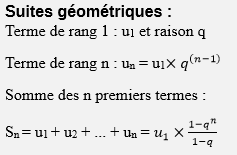 Suites géométriques :
Terme de rang 1 : u1 et raison q
Terme de rang n : uₙ = u1× q⁽ⁿ⁻¹⁾
Somme des n premiers termes :
Sₙ= u1 + u2 + ... + uₙ = u₁ × (1−qⁿ)/(1−q)